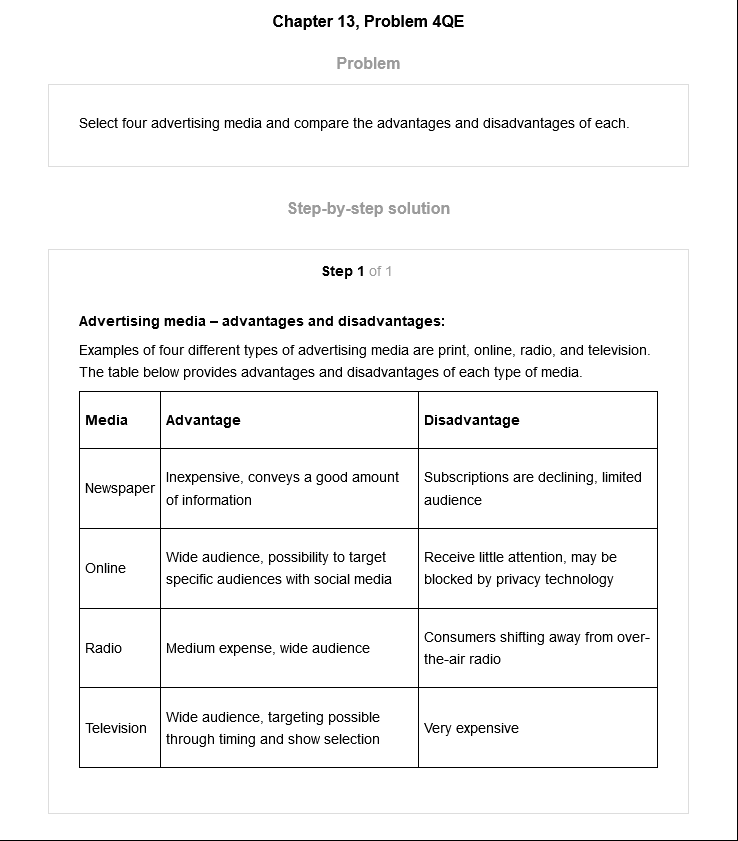 Chapter 13, Problem 4QE
Problem
Select four advertising media and compare the advantages and disadvantages of each.
Step-by-step solution
Step 1 of 1
Advertising media – advantages and disadvantages:
Examples of four different types of advertising media are print, online, radio, and television.
The table below provides advantages and disadvantages of each type of media.
Media Advantage Disadvantage
Newspaper Inexpensive, conveys a good amount
of information Subscriptions are declining, limited
audience
Online Wide audience, possibility to target
specific audiences with social media Receive little attention, may be
blocked by privacy technology
Radio Medium expense, wide audience Consumers shifting away from over-
the-air radio
Television Wide audience, targeting possible
through timing and show selection Very expensive